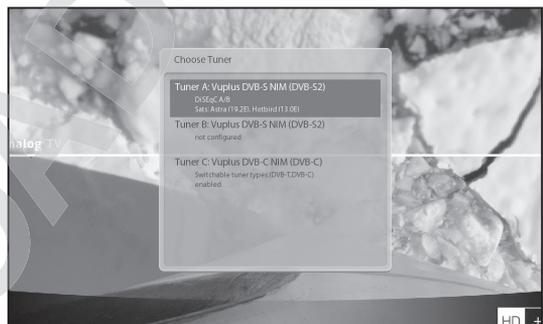 Choose Tuner
Tuner A: Vuplus DVB-S NIM (DVB-S2)
DiSEqC A/B
Sats: Astra (19.2E), Hotbird (13.0E)
Tuner B: Vuplus DVB-S NIM (DVB-S2)
not configured
Tuner C: Vuplus DVB-C NIM (DVB-C)
Switchable tuner types:(DVB-T,DVB-C)
enabled
alog TV
HD +